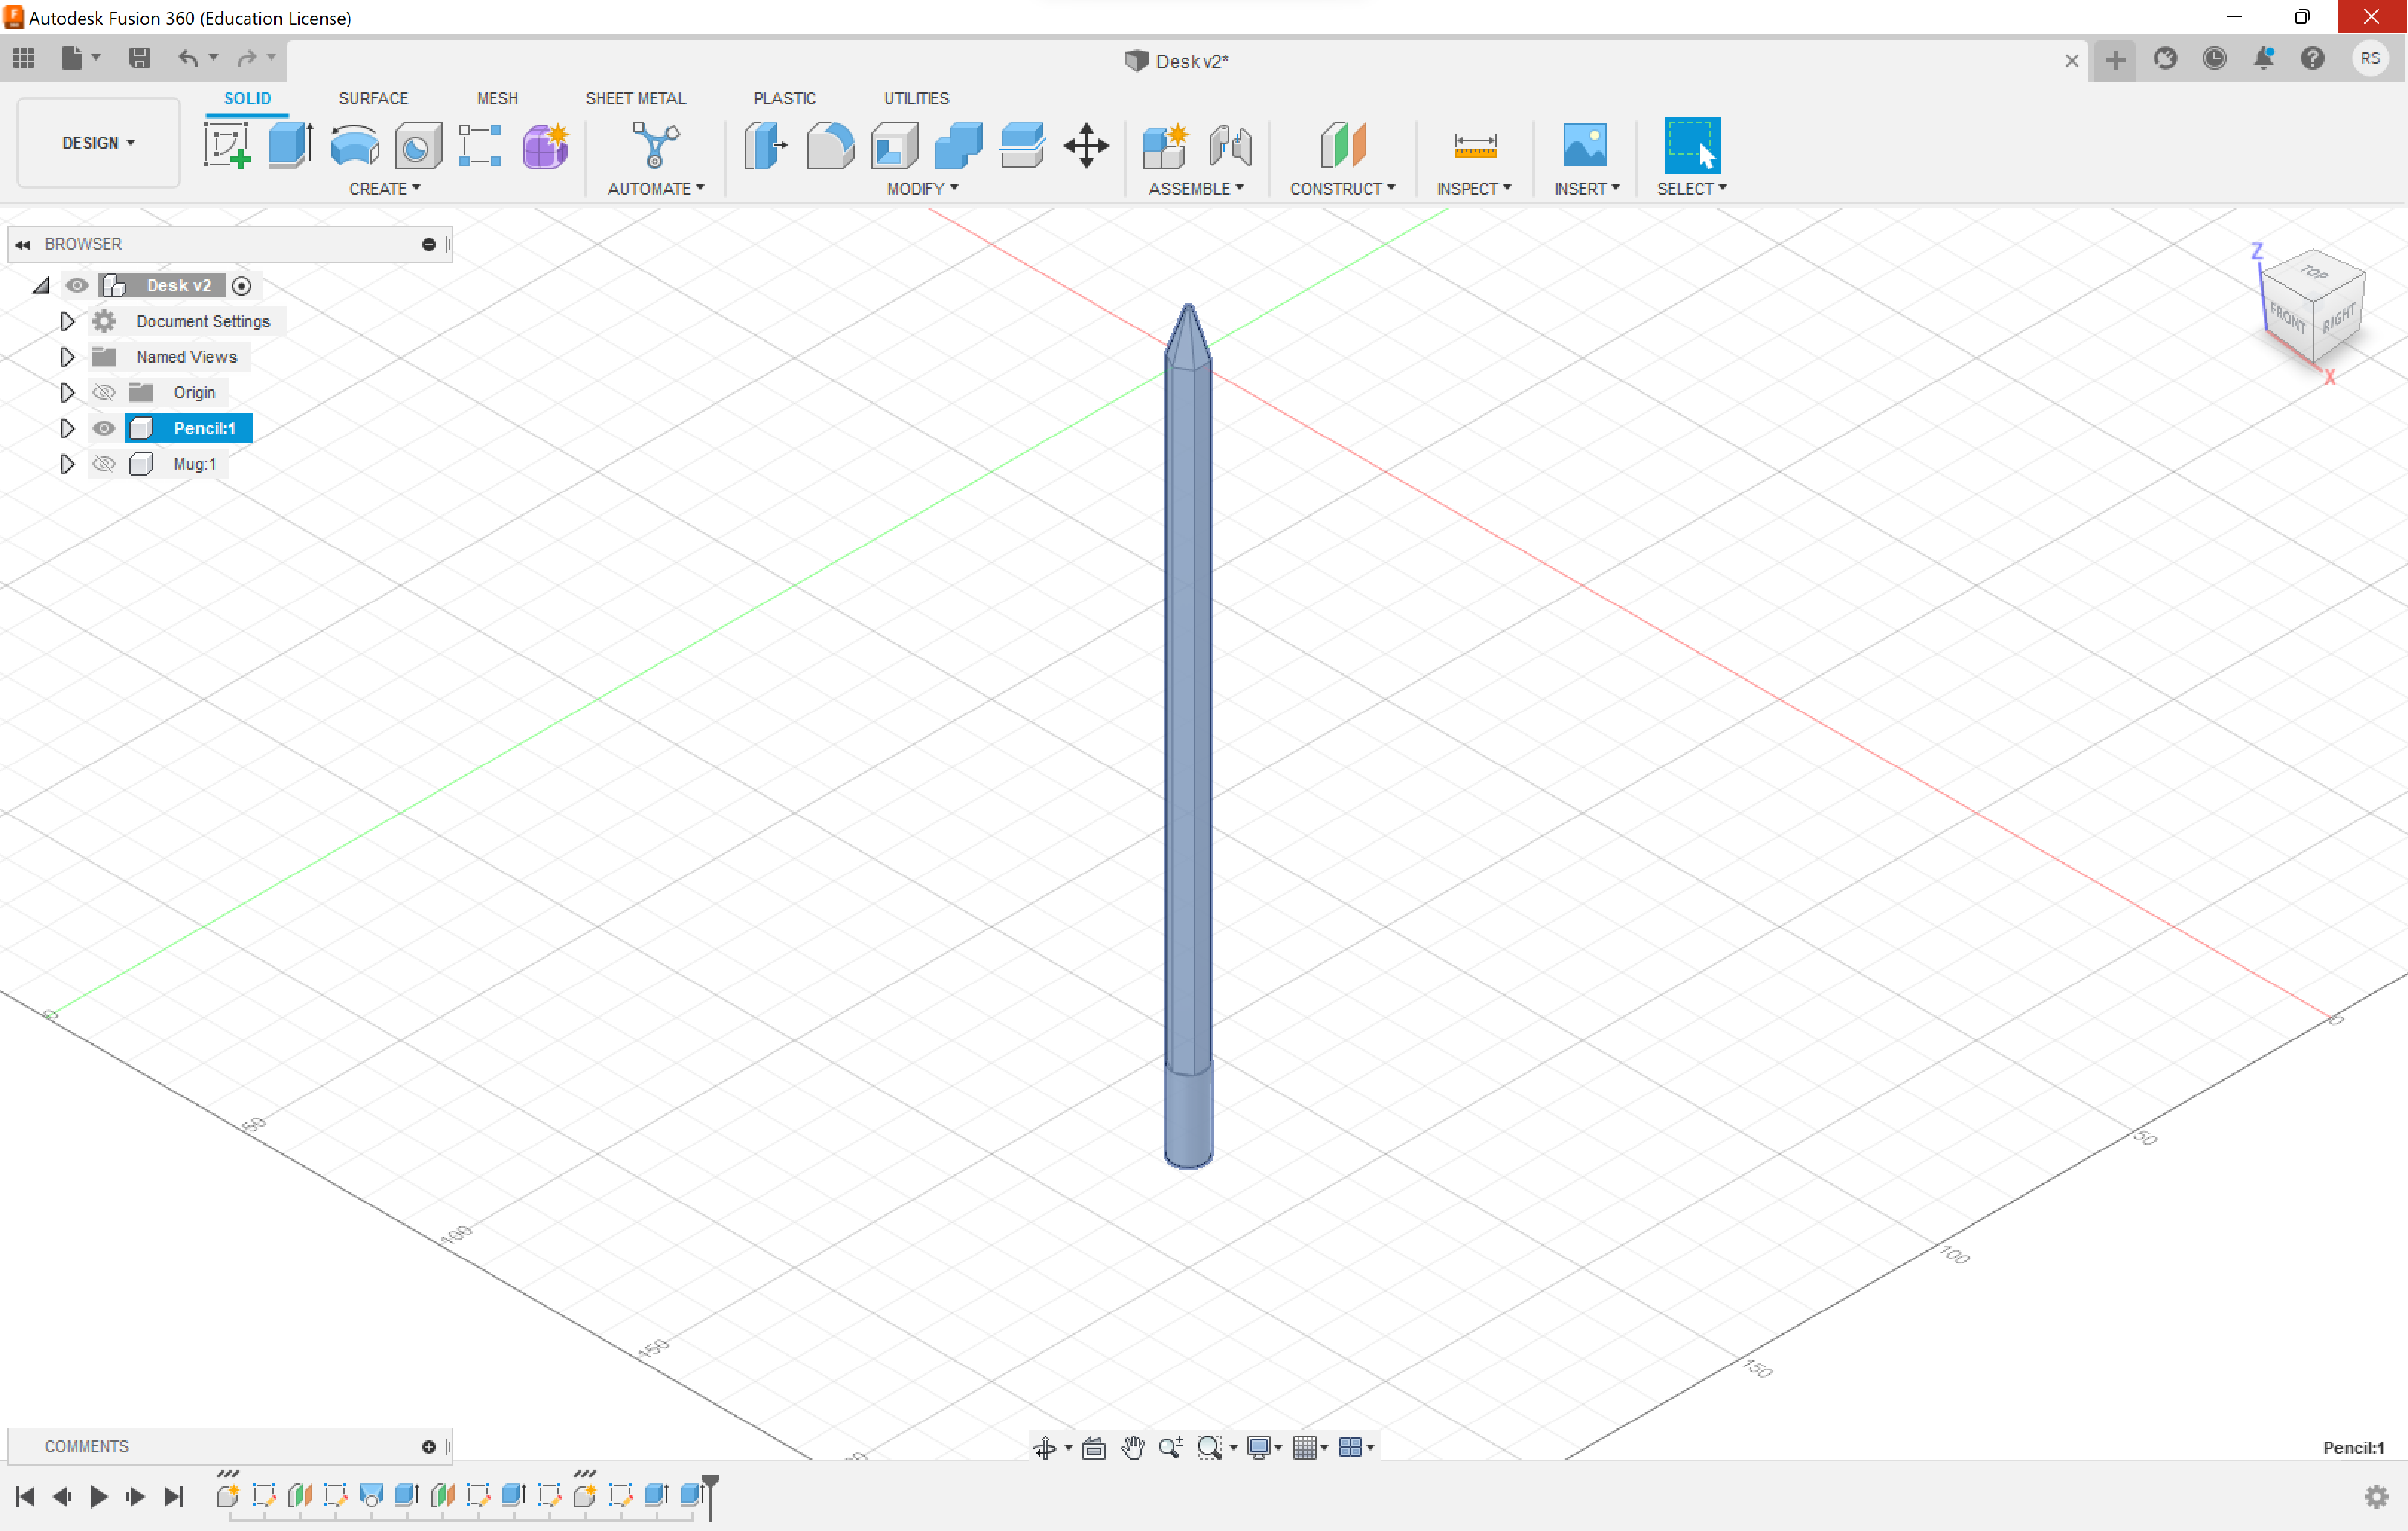 Autodesk Fusion 360 (Education License)
Desk v2*
RS
DESIGN
SOLID SURFACE MESH SHEET METAL PLASTIC UTILITIES
CREATE AUTOMATE MODIFY ASSEMBLE CONSTRUCT INSPECT INSERT SELECT
BROWSER
Desk v2
Document Settings
Named Views
Origin
Pencil:1
Mug:1
Z
TOP
FRONT
RIGHT
X
0
0
50
50
100
100
150
150
COMMENTS
Pencil:1